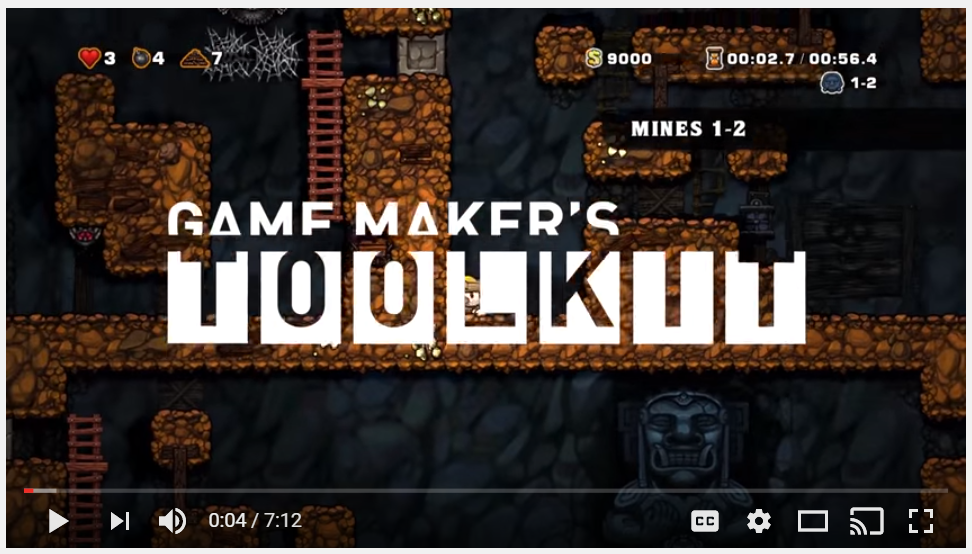 3 4 7 $ 9000 00:02.7 / 00:56.4
1-2
MINES 1-2
GAME MAKER'S
TOOLKIT
0:04 / 7:12 CC